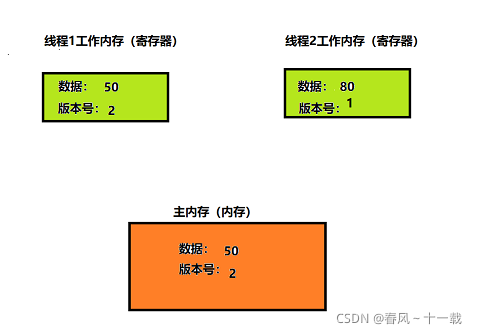 线程1工作内存（寄存器）
线程2工作内存（寄存器）
数据： 50
版本号： 2
数据： 80
版本号： 1
主内存（内存）
数据： 50
版本号： 2
CSDN @春风～十一载